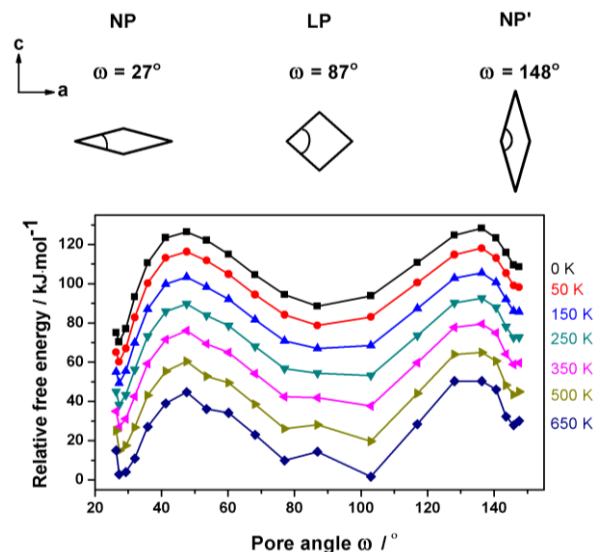 NP LP NP'
c
ω = 27° ω = 87° ω = 148°
a
Relative free energy / kJ·mol⁻¹
120
100
80
60
40
20
0
0 K
50 K
150 K
250 K
350 K
500 K
650 K
20 40 60 80 100 120 140
Pore angle ω / °